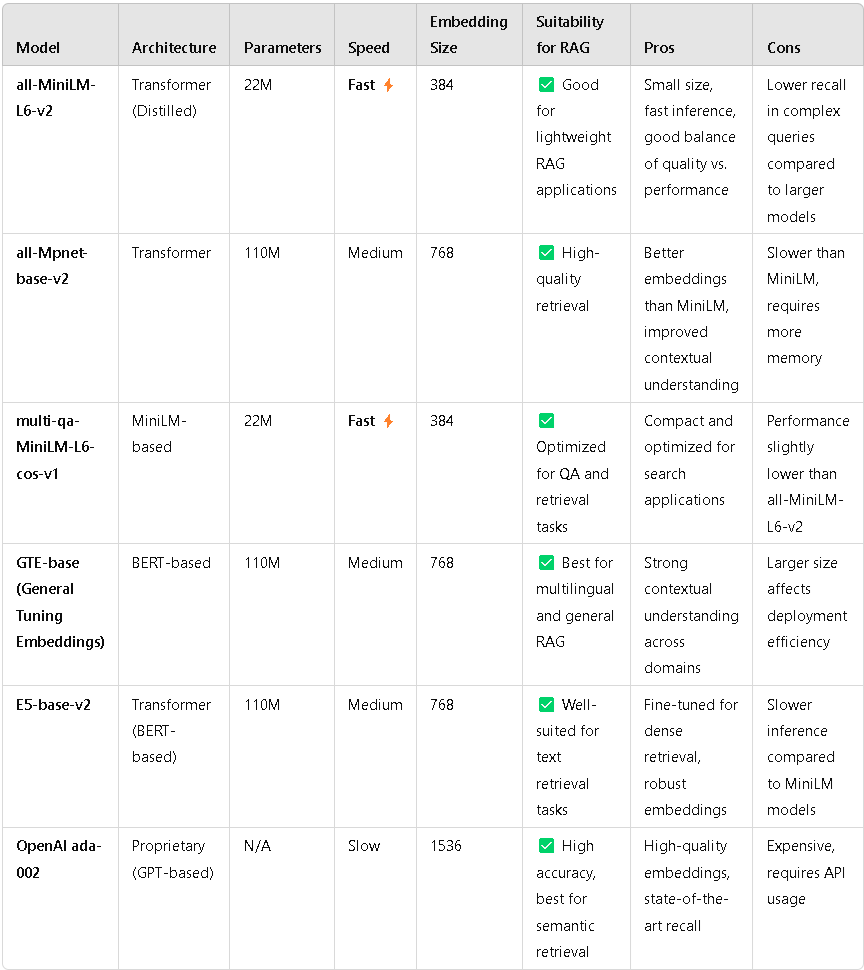 Model Architecture Parameters Speed Embedding Size Suitability for RAG Pros Cons
all-MiniLM-
L6-v2
Transformer
(Distilled)
22M
Fast ⚡
384
✅ Good
for
lightweight
RAG
applications
Small size,
fast inference,
good balance
of quality vs.
performance
Lower recall
in complex
queries
compared
to larger
models
all-Mpnet-
base-v2
Transformer
110M
Medium
768
✅ High-
quality
retrieval
Better
embeddings
than MiniLM,
improved
contextual
understanding
Slower than
MiniLM,
requires
more
memory
multi-qa-
MiniLM-L6-
cos-v1
MiniLM-
based
22M
Fast ⚡
384
✅
Optimized
for QA and
retrieval
tasks
Compact and
optimized for
search
applications
Performance
slightly
lower than
all-MiniLM-
L6-v2
GTE-base
(General
Tuning
Embeddings)
BERT-based
110M
Medium
768
✅ Best for
multilingual
and general
RAG
Strong
contextual
understanding
across
domains
Larger size
affects
deployment
efficiency
E5-base-v2
Transformer
(BERT-
based)
110M
Medium
768
✅ Well-
suited for
text
retrieval
tasks
Fine-tuned for
dense
retrieval,
robust
embeddings
Slower
inference
compared
to MiniLM
models
OpenAI ada-
002
Proprietary
(GPT-based)
N/A
Slow
1536
✅ High
accuracy,
best for
semantic
retrieval
High-quality
embeddings,
state-of-the-
art recall
Expensive,
requires API
usage